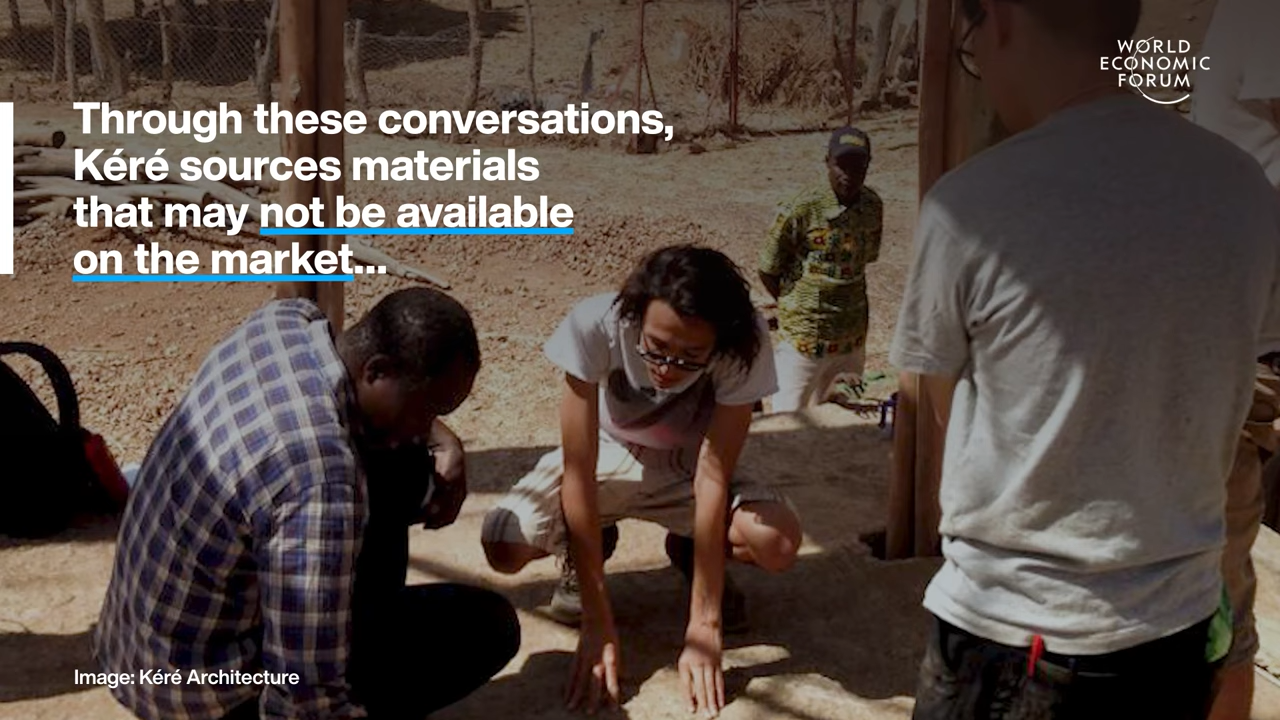 WORLD
ECONOMIC
FORUM
Through these conversations,
Kéré sources materials
that may not be available
on the market...
Image: Kéré Architecture